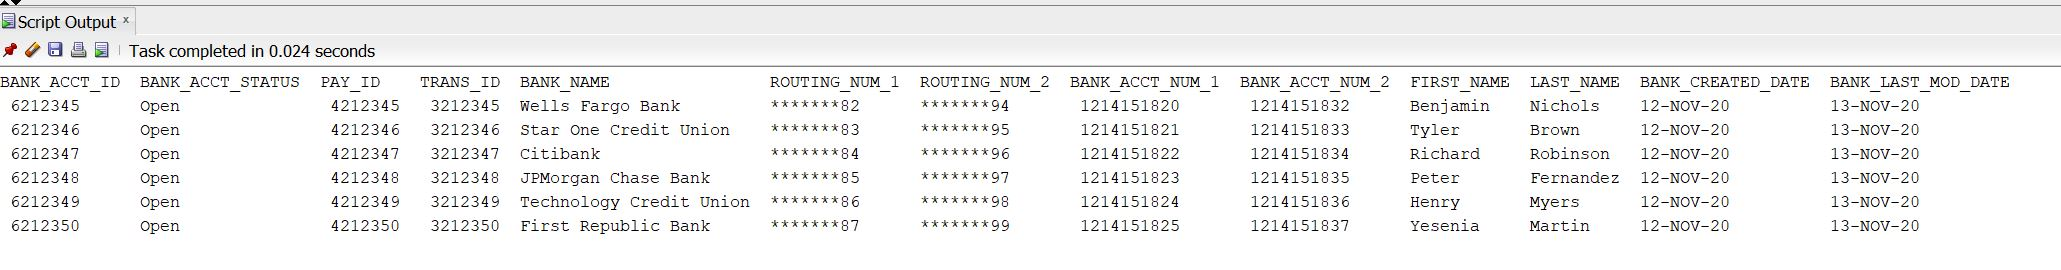 Script Output x
Task completed in 0.024 seconds
BANK_ACCT_ID BANK_ACCT_STATUS PAY_ID TRANS_ID BANK_NAME ROUTING_NUM_1 ROUTING_NUM_2 BANK_ACCT_NUM_1 BANK_ACCT_NUM_2 FIRST_NAME LAST_NAME BANK_CREATED_DATE BANK_LAST_MOD_DATE
6212345 Open 4212345 3212345 Wells Fargo Bank *******82 *******94 1214151820 1214151832 Benjamin Nichols 12-NOV-20 13-NOV-20
6212346 Open 4212346 3212346 Star One Credit Union *******83 *******95 1214151821 1214151833 Tyler Brown 12-NOV-20 13-NOV-20
6212347 Open 4212347 3212347 Citibank *******84 *******96 1214151822 1214151834 Richard Robinson 12-NOV-20 13-NOV-20
6212348 Open 4212348 3212348 JPMorgan Chase Bank *******85 *******97 1214151823 1214151835 Peter Fernandez 12-NOV-20 13-NOV-20
6212349 Open 4212349 3212349 Technology Credit Union *******86 *******98 1214151824 1214151836 Henry Myers 12-NOV-20 13-NOV-20
6212350 Open 4212350 3212350 First Republic Bank *******87 *******99 1214151825 1214151837 Yesenia Martin 12-NOV-20 13-NOV-20